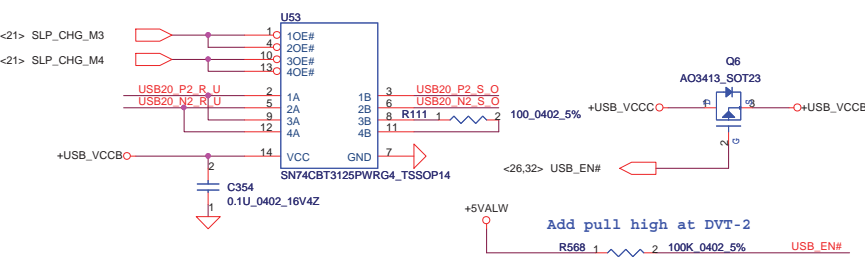 U53
<21> SLP_CHG_M3
1 1OE#
4 2OE#
<21> SLP_CHG_M4
10 3OE#
13 4OE#
USB20_P2_R_U 2 1A 1B 3 USB20_P2_S_O
USB20_N2_R_U 5 2A 2B 6 USB20_N2_S_O
9 3A 3B 8 R111 1 2 100_0402_5%
12 4A 4B 11
+USB_VCCB 14 VCC GND 7
SN74CBT3125PWRG4_TSSOP14
2
C354
0.1U_0402_16V4Z
1
Q6
AO3413_SOT23
+USB_VCCC 1 D S 3 +USB_VCCB
G
2
<26,32> USB_EN#
+5VALW
Add pull high at DVT-2
R568 1 2 100K_0402_5% USB_EN#